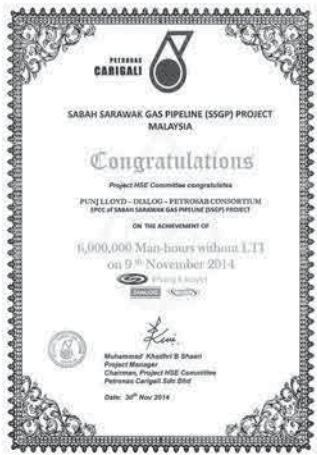 PETRONAS
CARIGALI
SABAH SARAWAK GAS PIPELINE (SSGP) PROJECT
MALAYSIA
Congratulations
Project HSE Committee congratulates
PUNJ LLOYD - DIALOG - PETROSAB CONSORTIUM
EPCC of SABAH SARAWAK GAS PIPELINE (SSGP) PROJECT
ON THE ACHIEVEMENT OF
6,000,000 Man-hours without LTI
on 9th November 2014
Punj Lloyd
DIALOG
Muhammad Khadhri B Shaari
Project Manager
Chairman, Project HSE Committee
Petronas Carigali Sdn Bhd
Date: 30th Nov 2014